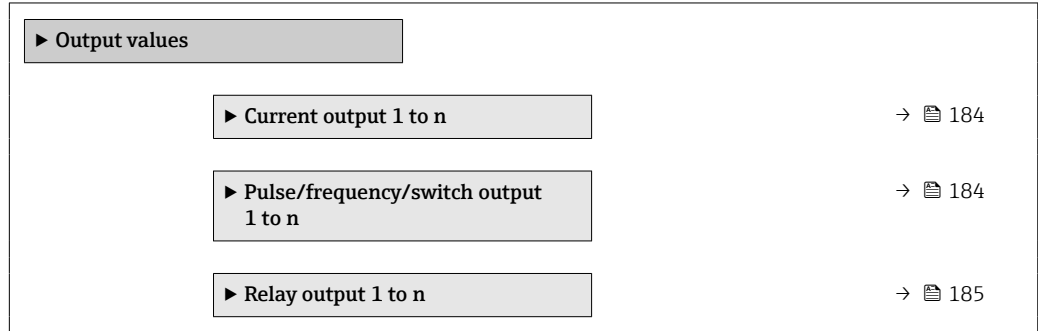 ▶ Output values
▶ Current output 1 to n → 184
▶ Pulse/frequency/switch output → 184
1 to n
▶ Relay output 1 to n → 185